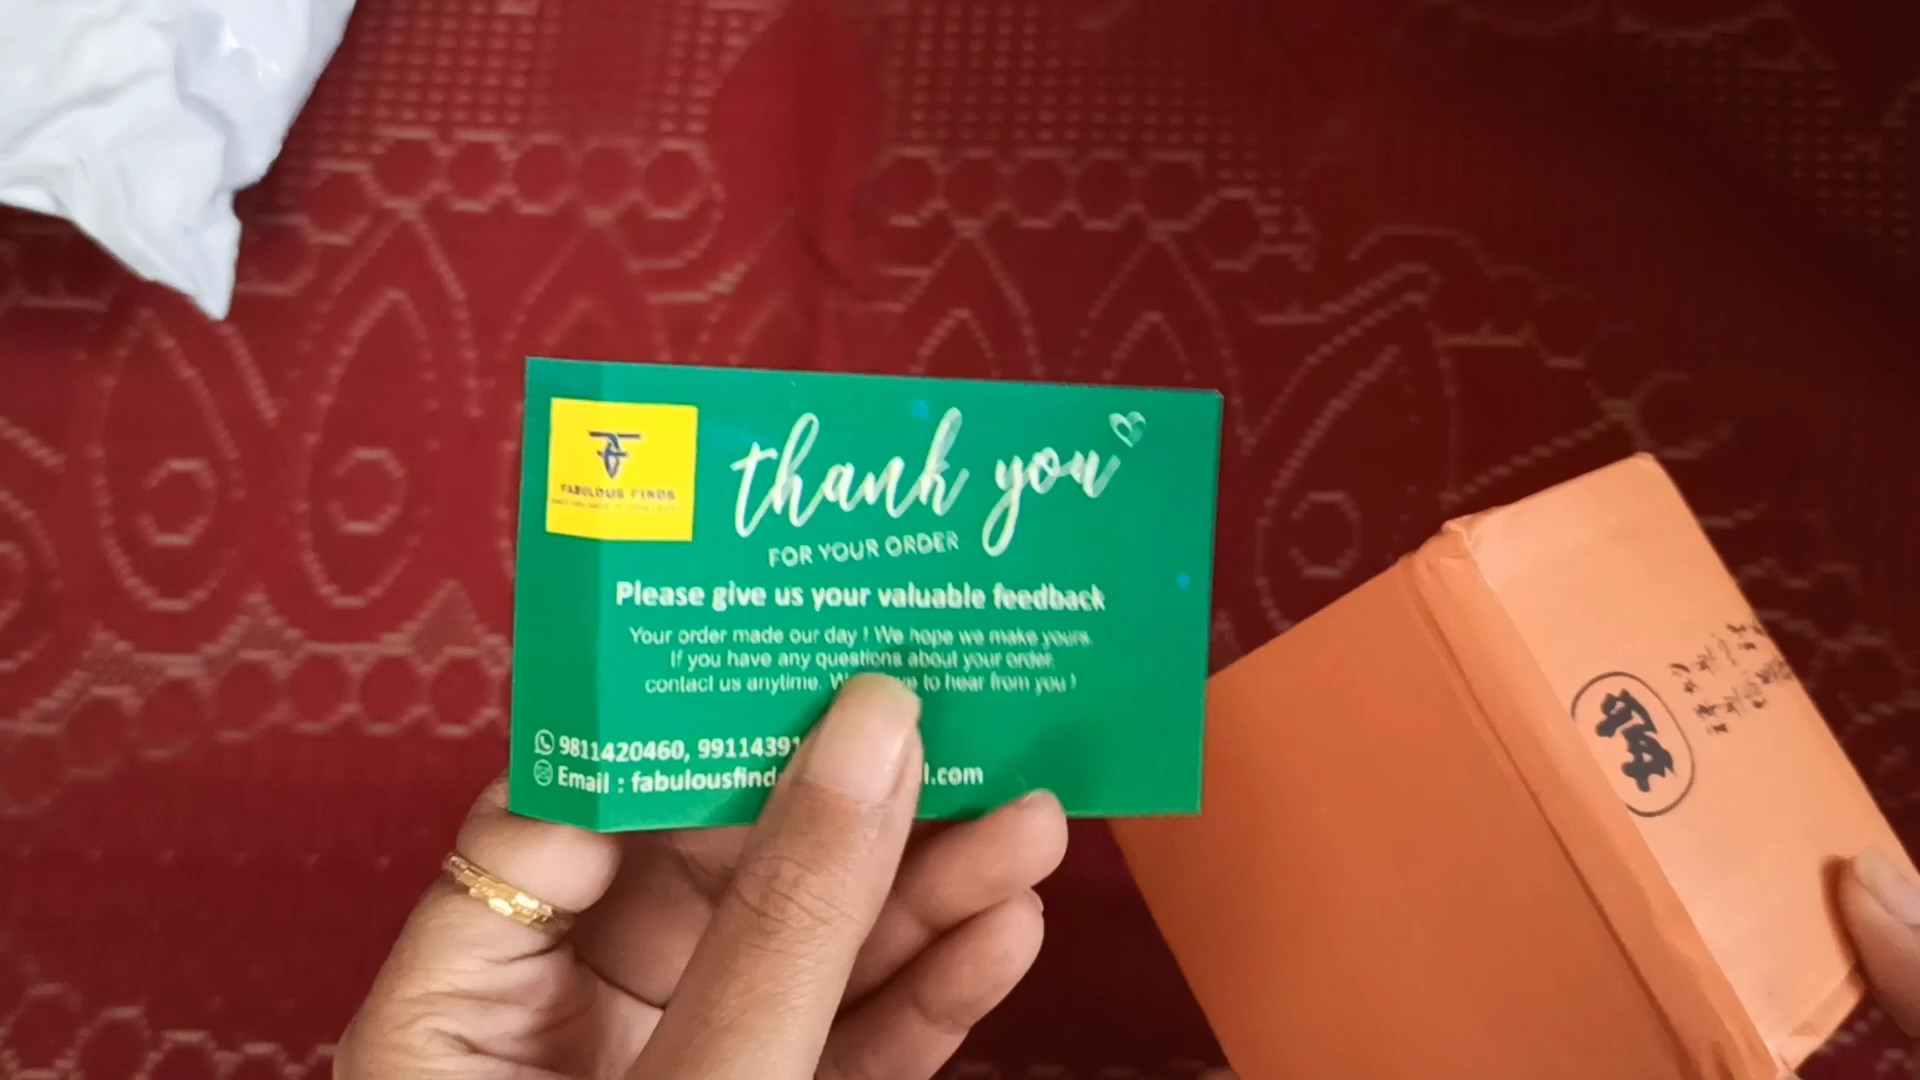 FABULOUS FINDS
thank you
FOR YOUR ORDER
Please give us your valuable feedback
Your order made our day ! We hope we make yours.
If you have any questions about your order,
contact us anytime. to hear from you !
9811420460, 99114391
Email : fabulousfind l.com